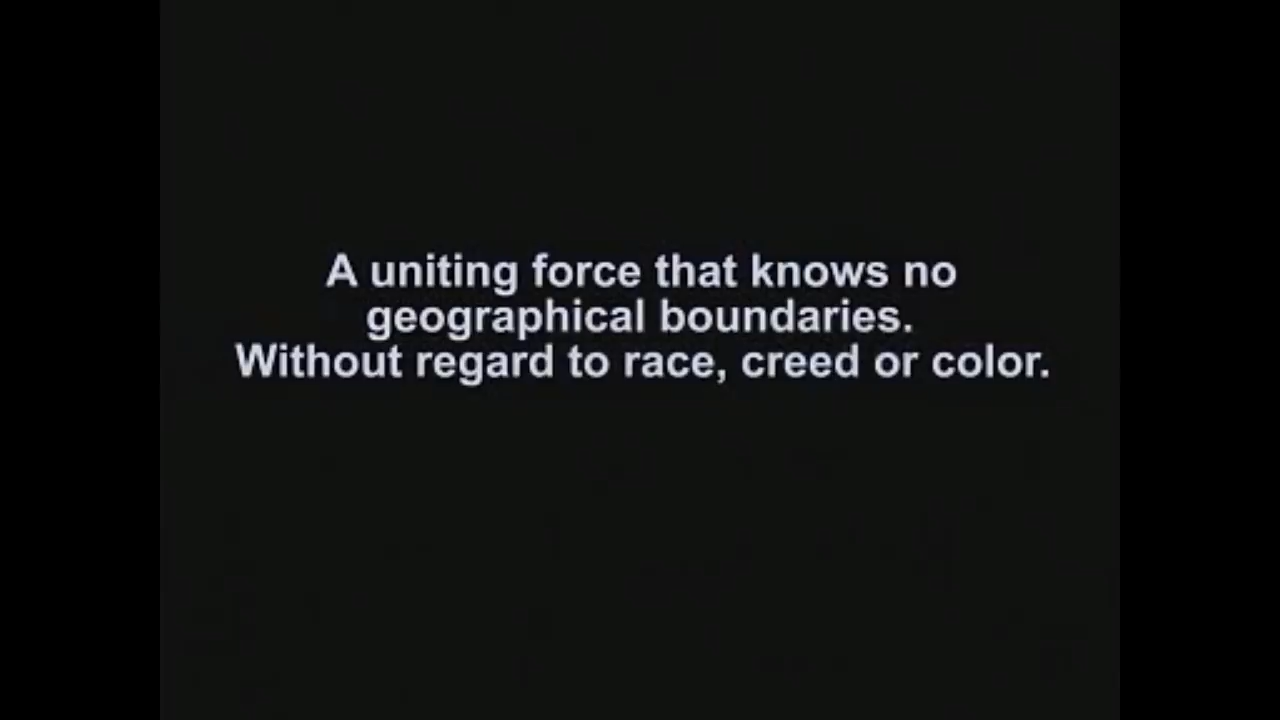 A uniting force that knows no
geographical boundaries.
Without regard to race, creed or color.